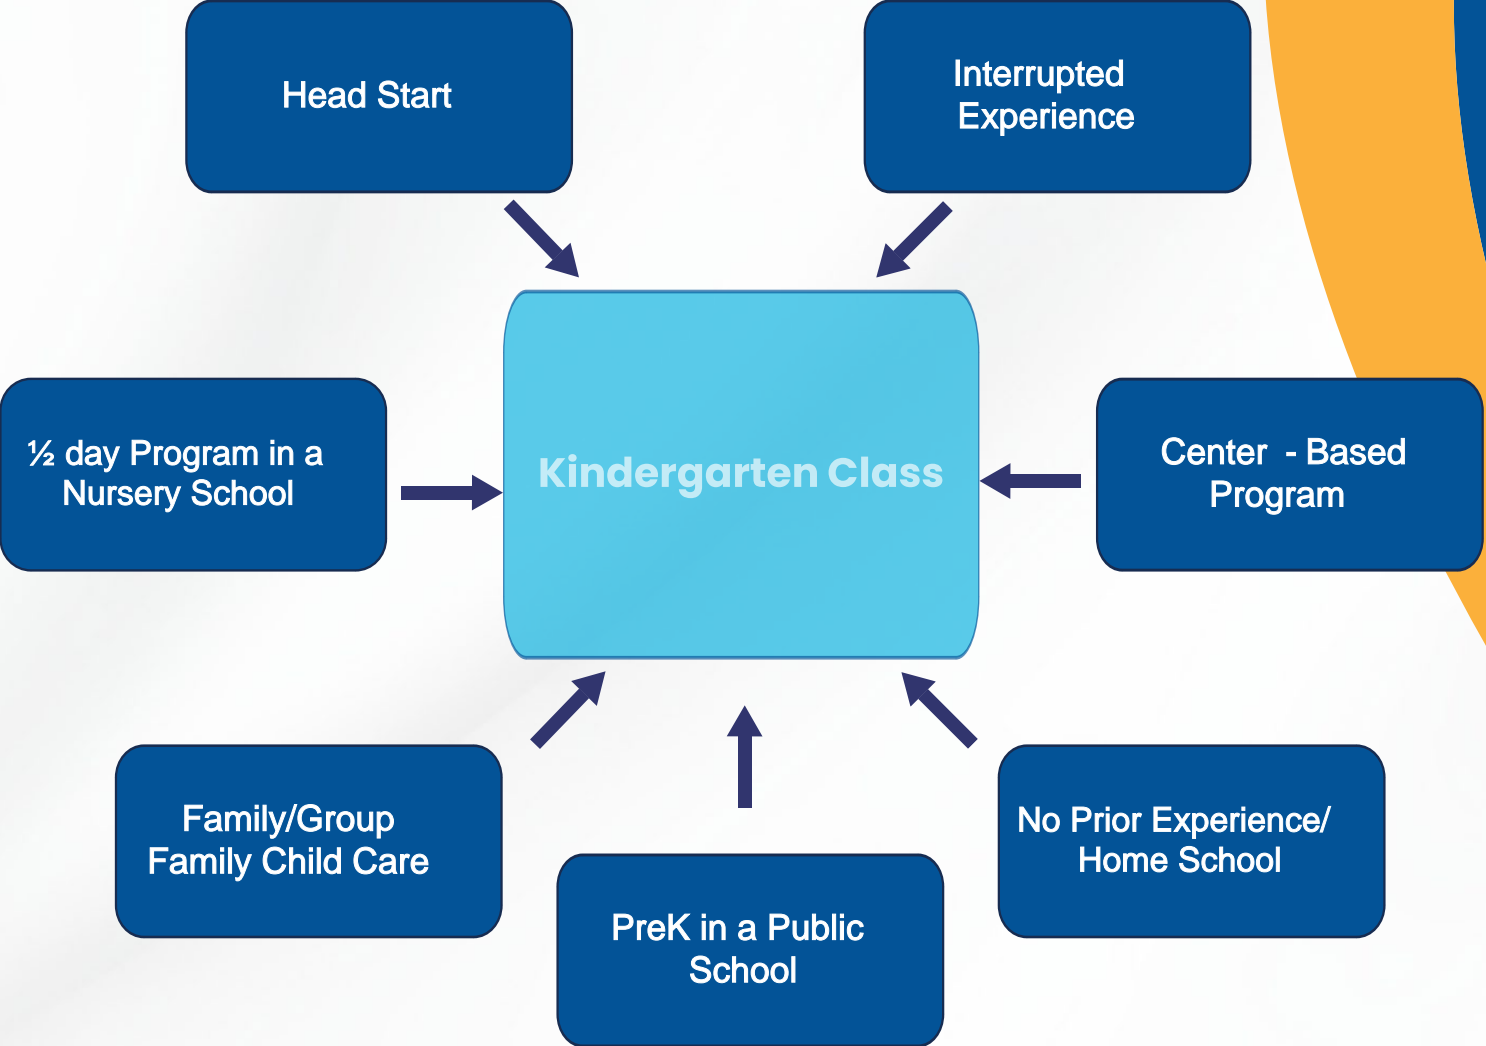 Head Start
Interrupted
Experience
½ day Program in a
Nursery School
Kindergarten Class
Center - Based
Program
Family/Group
Family Child Care
PreK in a Public
School
No Prior Experience/
Home School